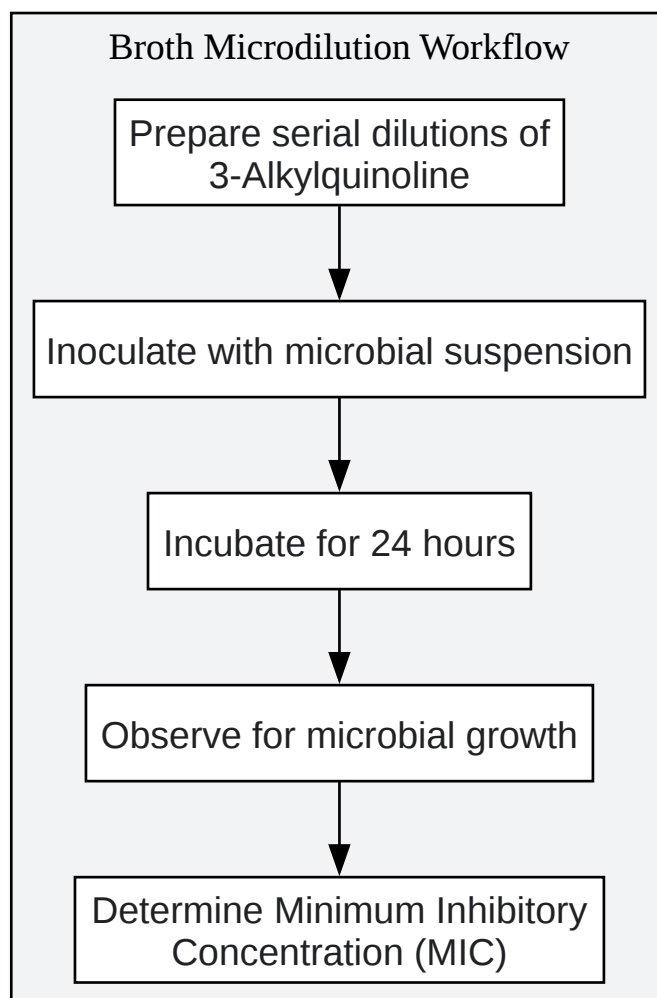 Broth Microdilution Workflow
Prepare serial dilutions of
3-Alkylquinoline
Inoculate with microbial suspension
Incubate for 24 hours
Observe for microbial growth
Determine Minimum Inhibitory
Concentration (MIC)